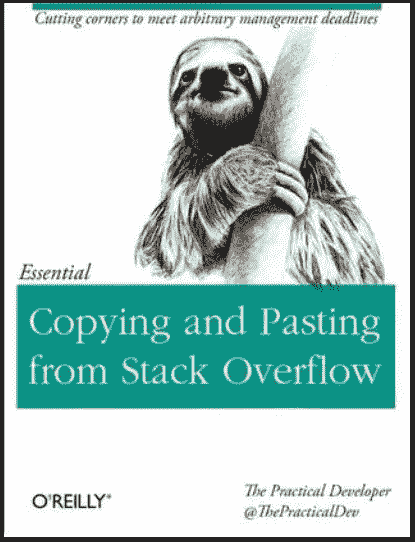 Cutting corners to meet arbitrary management deadlines
Essential
Copying and Pasting
from Stack Overflow
O'REILLY®
The Practical Developer
@ThePracticalDev